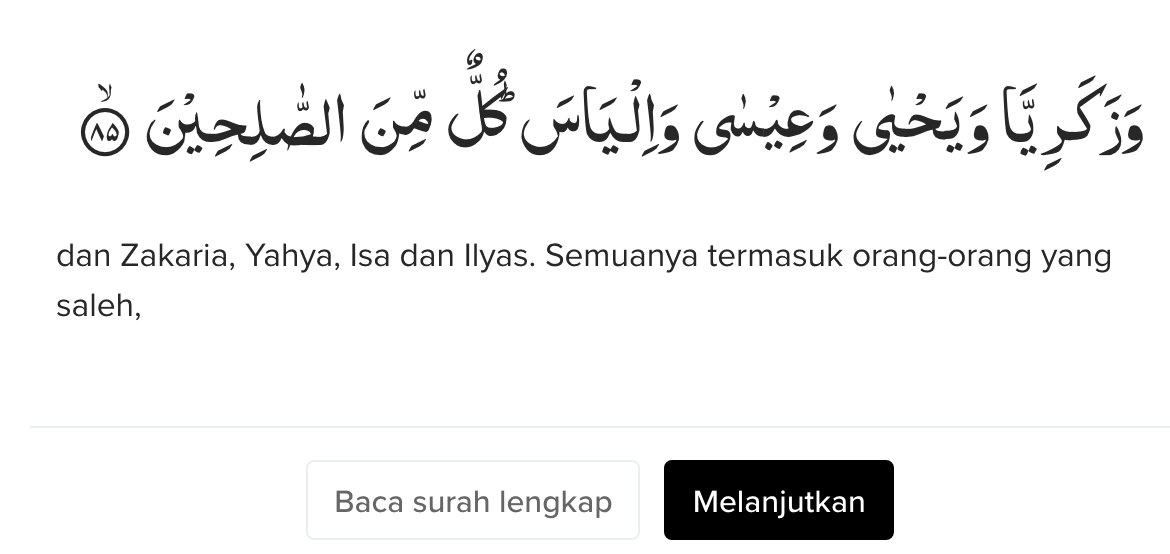 وَزَكَرِيَّا وَيَحْيٰى وَعِيْسٰى وَاِلْيَاسَۗ كُلٌّ مِّنَ الصّٰلِحِيْنَۙ ٨٥
dan Zakaria, Yahya, Isa dan Ilyas. Semuanya termasuk orang-orang yang
saleh,
Baca surah lengkap
Melanjutkan